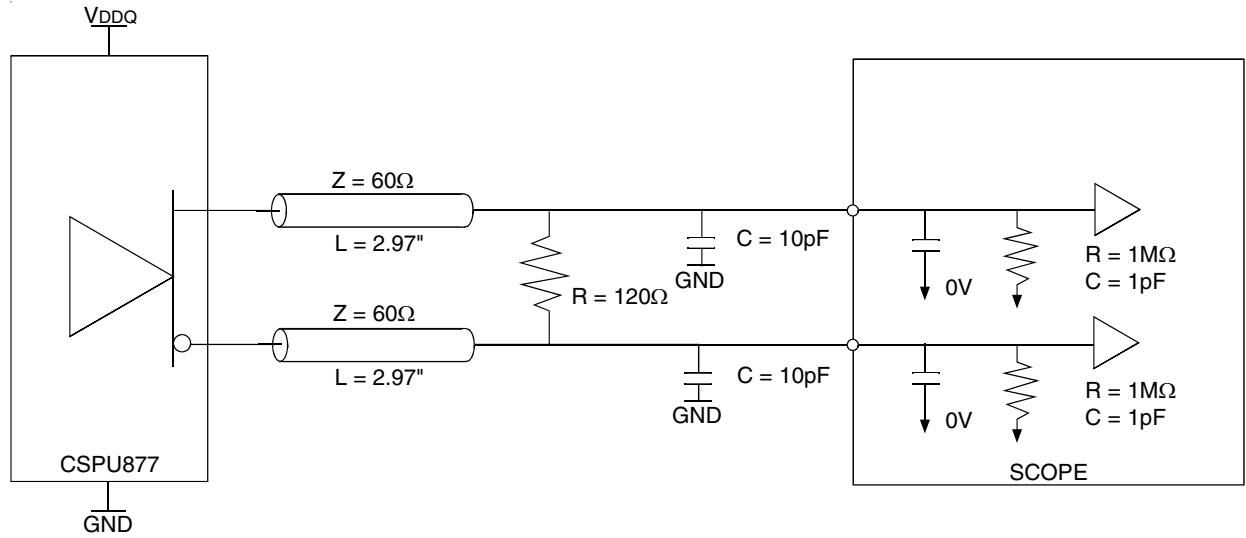 VDDQ
Z = 60Ω
L = 2.97"
C = 10pF
GND
R = 120Ω
0V
R = 1MΩ
C = 1pF
Z = 60Ω
L = 2.97"
C = 10pF
GND
0V
R = 1MΩ
C = 1pF
CSPU877
SCOPE
GND